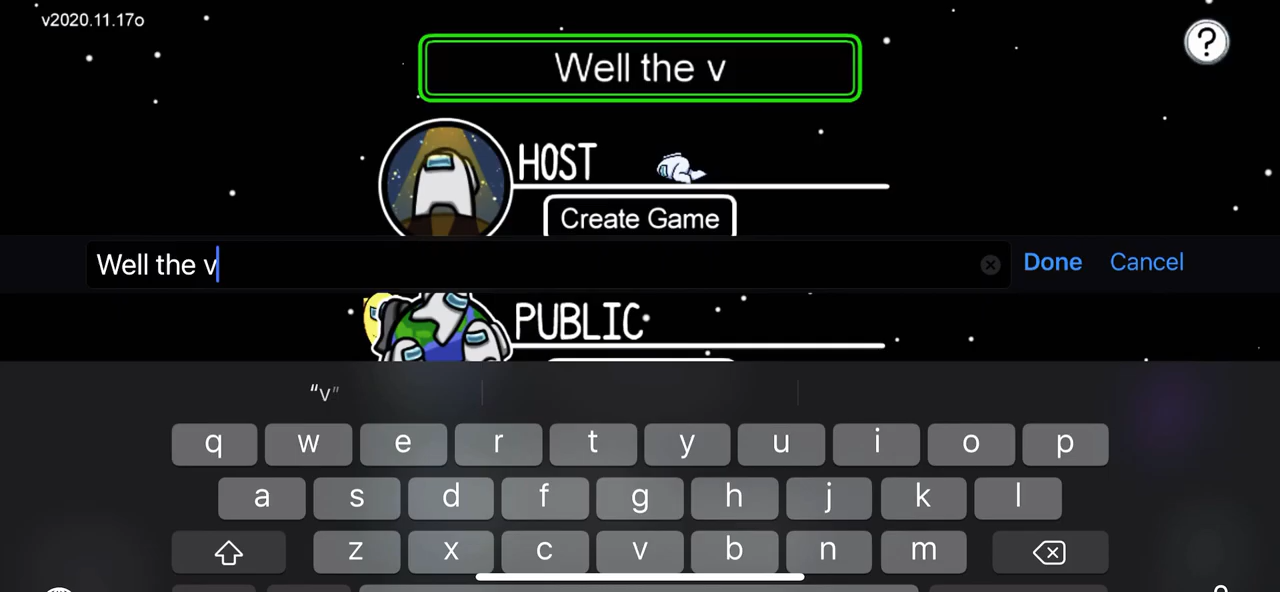 v2020.11.17o
?
Well the v
HOST
Create Game
Well the v
Done
Cancel
PUBLIC
“v”
q w e r t y u i o p
a s d f g h j k l
z x c v b n m